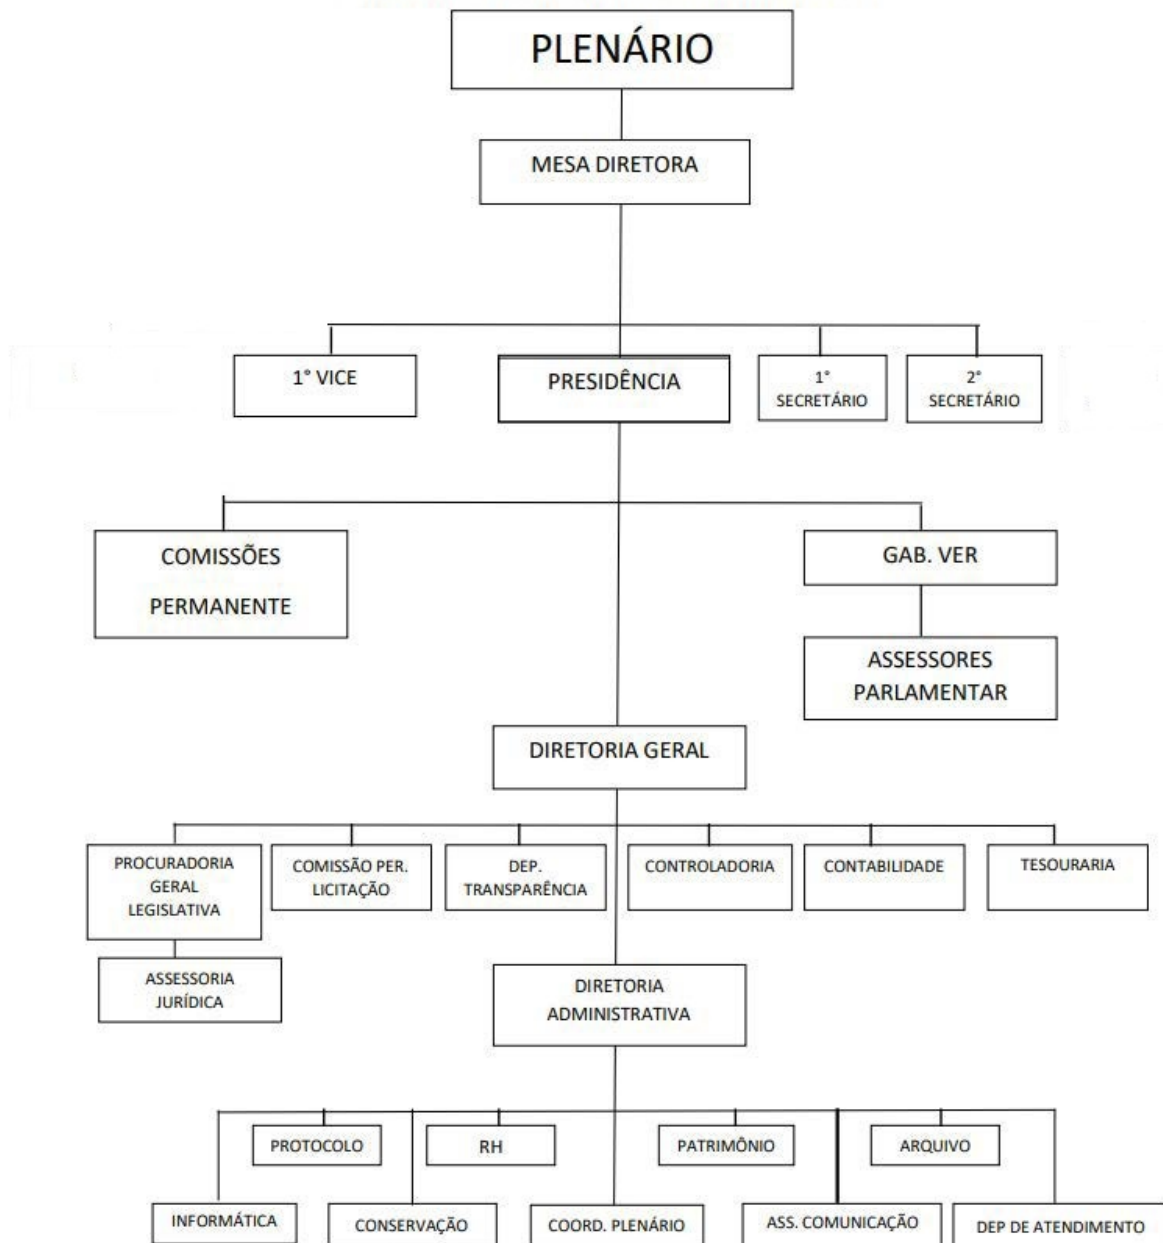 PLENÁRIO
MESA DIRETORA
1° VICE
PRESIDÊNCIA
1°
SECRETÁRIO
2°
SECRETÁRIO
COMISSÕES
PERMANENTE
GAB. VER
ASSESSORES
PARLAMENTAR
DIRETORIA GERAL
PROCURADORIA
GERAL
LEGISLATIVA
COMISSÃO PER.
LICITAÇÃO
DEP.
TRANSPARÊNCIA
CONTROLADORIA
CONTABILIDADE
TESOURARIA
ASSESSORIA
JURÍDICA
DIRETORIA
ADMINISTRATIVA
PROTOCOLO
RH
PATRIMÔNIO
ARQUIVO
INFORMÁTICA
CONSERVAÇÃO
COORD. PLENÁRIO
ASS. COMUNICAÇÃO
DEP DE ATENDIMENTO